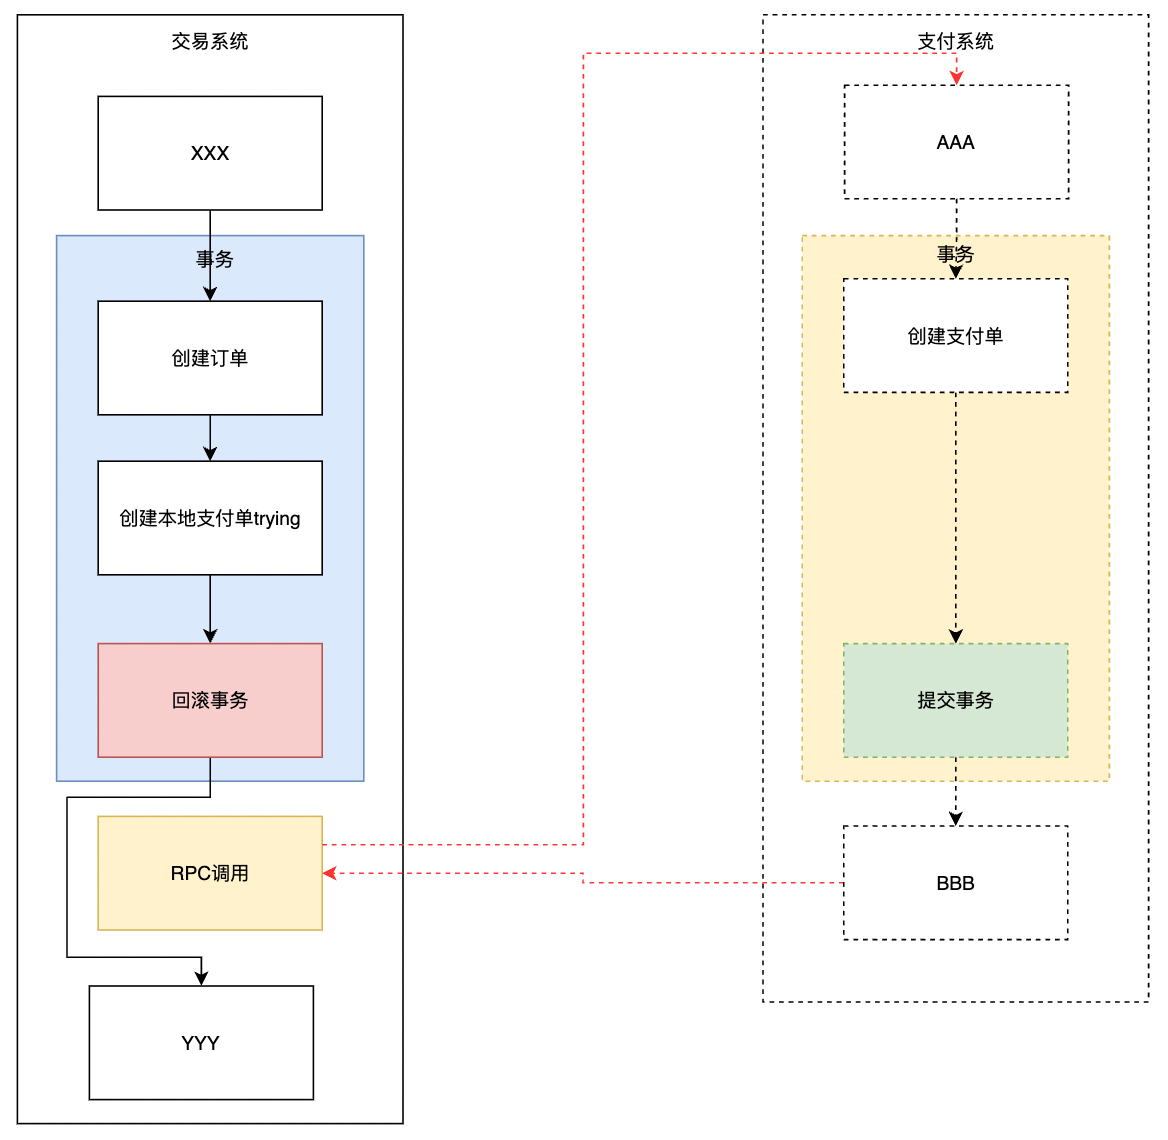 交易系统
XXX
事务
创建订单
创建本地支付单trying
回滚事务
RPC调用
YYY
支付系统
AAA
事务
创建支付单
提交事务
BBB